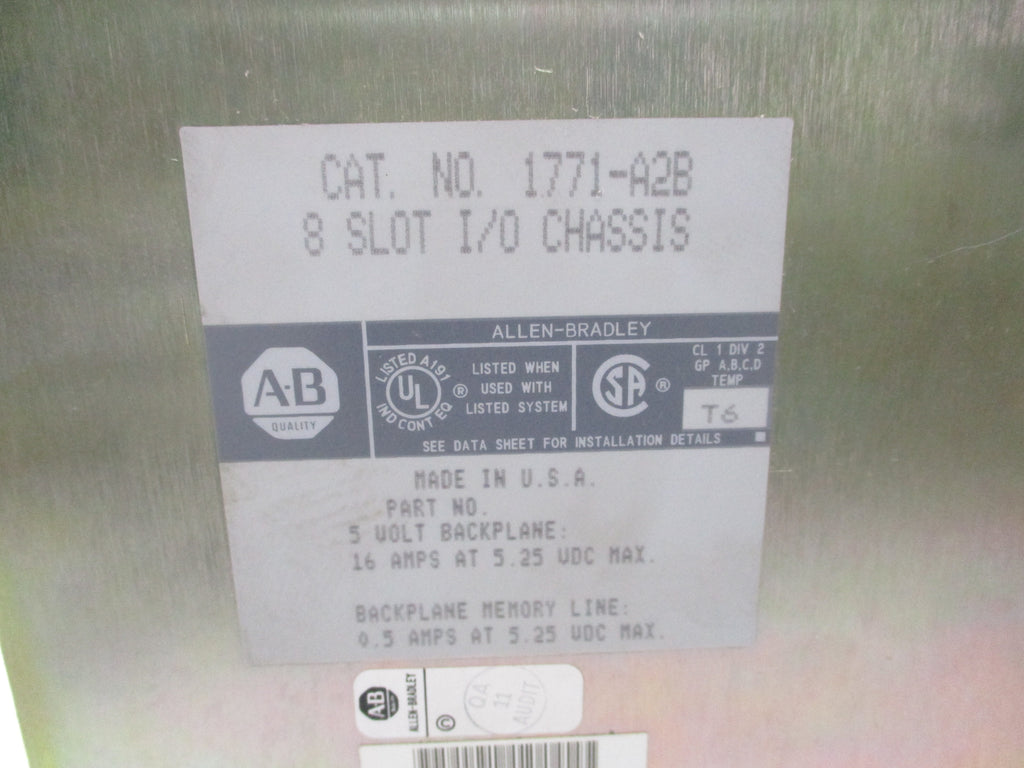 CAT. NO. 1771-A2B
8 SLOT I/O CHASSIS
ALLEN-BRADLEY
A·B
QUALITY
LISTED A191
UL ®
IND CONT EQ
LISTED WHEN
USED WITH
LISTED SYSTEM
SA ®
CL 1 DIV 2
GP A,B,C,D
TEMP
T6
SEE DATA SHEET FOR INSTALLATION DETAILS
MADE IN U.S.A.
PART NO.
5 VOLT BACKPLANE:
16 AMPS AT 5.25 VDC MAX.
BACKPLANE MEMORY LINE:
0.5 AMPS AT 5.25 VDC MAX.
AB
ALLEN-BRADLEY
©
QA
11
AUDIT